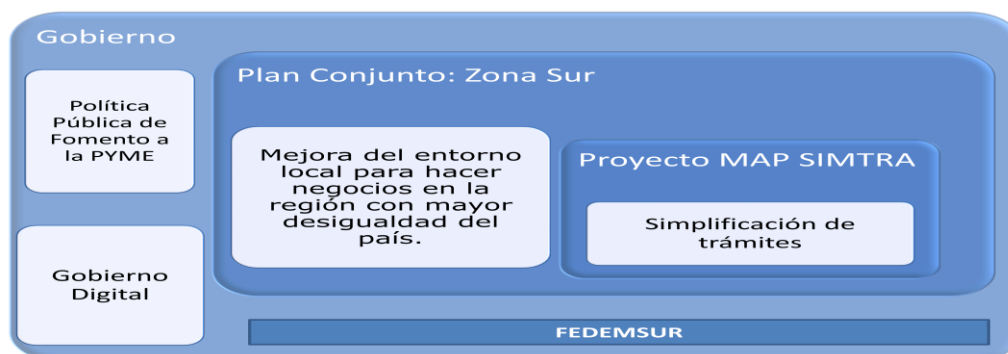 Gobierno
Política
Pública de
Fomento a
la PYME
Gobierno
Digital
Plan Conjunto: Zona Sur
Mejora del entorno
local para hacer
negocios en la
región con mayor
desigualdad del
país.
Proyecto MAP SIMTRA
Simplificación de
trámites
FEDEMSUR